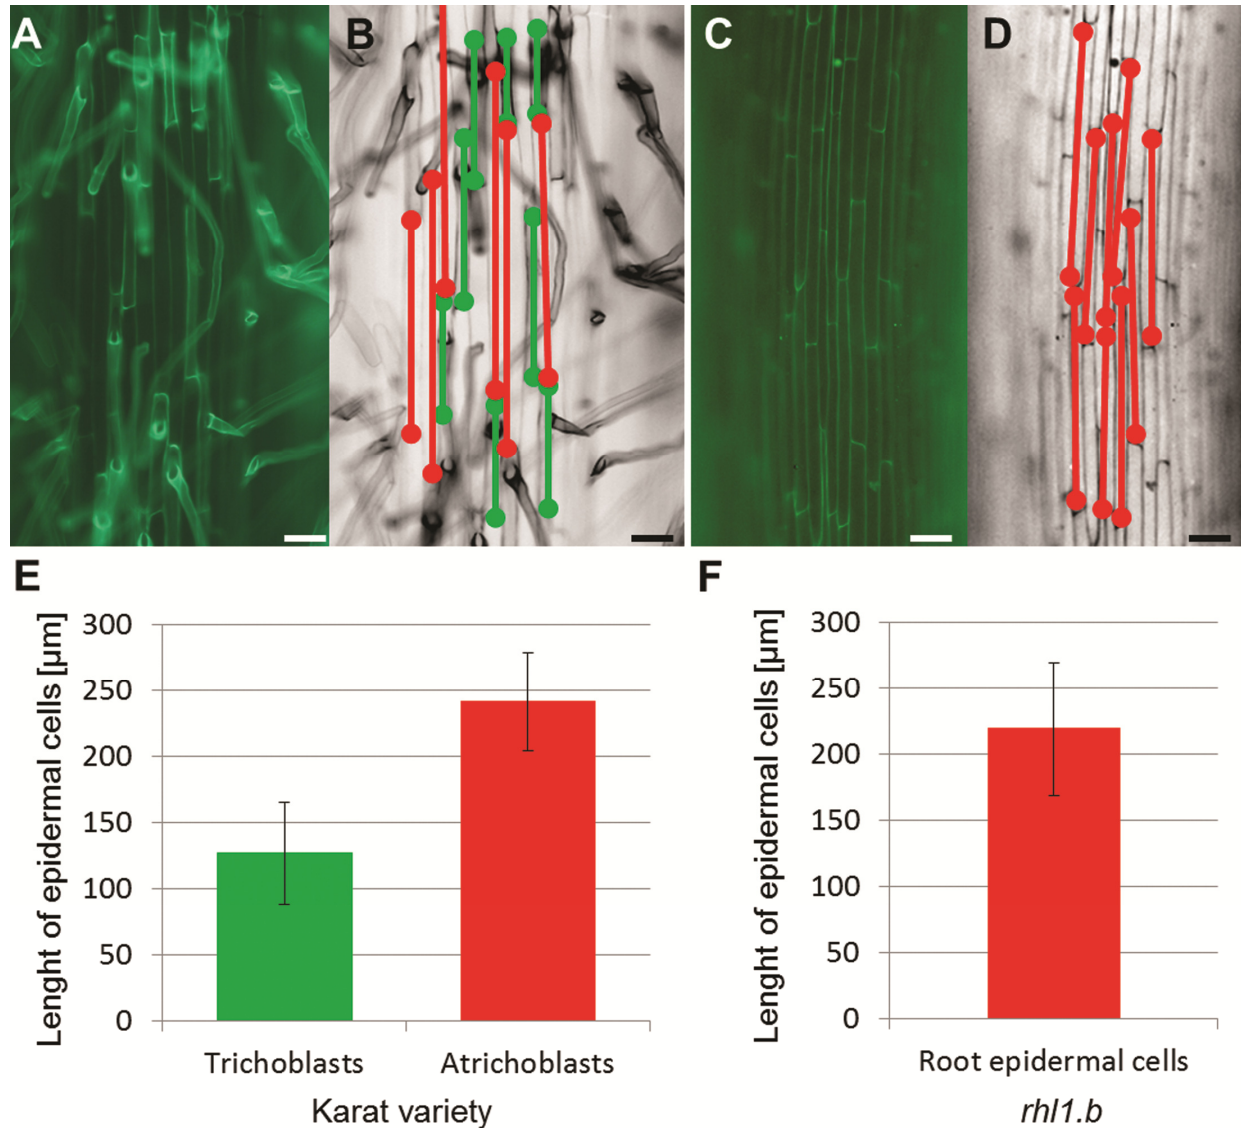 A
B
C
D
E
F
Lenght of epidermal cells [µm]
300
250
200
150
100
50
0
Trichoblasts Atrichoblasts
Karat variety
Lenght of epidermal cells [µm]
300
250
200
150
100
50
0
Root epidermal cells
rhl1.b